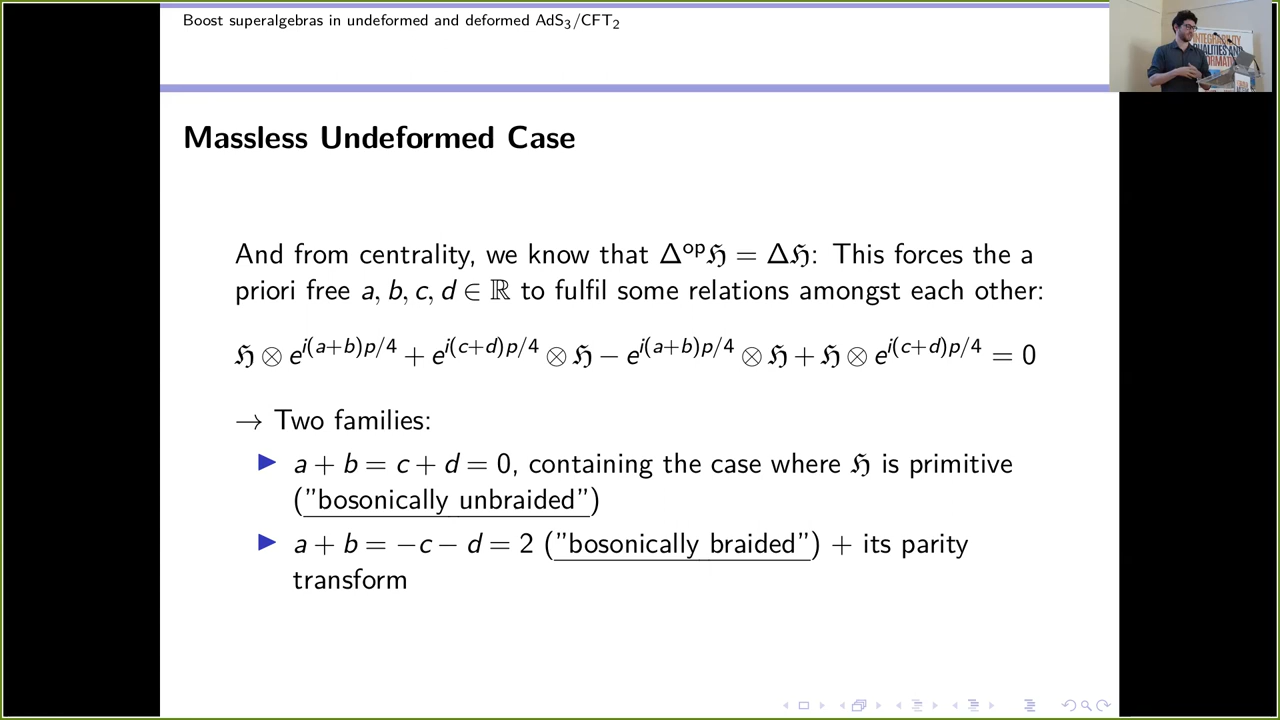 Boost superalgebras in undeformed and deformed AdS₃/CFT₂
INTEGRABILITY
Massless Undeformed Case
And from centrality, we know that Δᵒᵖℌ = Δℌ: This forces the a
priori free a, b, c, d ∈ ℝ to fulfil some relations amongst each other:
ℌ ⊗ e^{i(a+b)p/4} + e^{i(c+d)p/4} ⊗ ℌ − e^{i(a+b)p/4} ⊗ ℌ + ℌ ⊗ e^{i(c+d)p/4} = 0
→ Two families:
▶ a + b = c + d = 0, containing the case where ℌ is primitive
("bosonically unbraided")
▶ a + b = −c − d = 2 ("bosonically braided") + its parity
transform